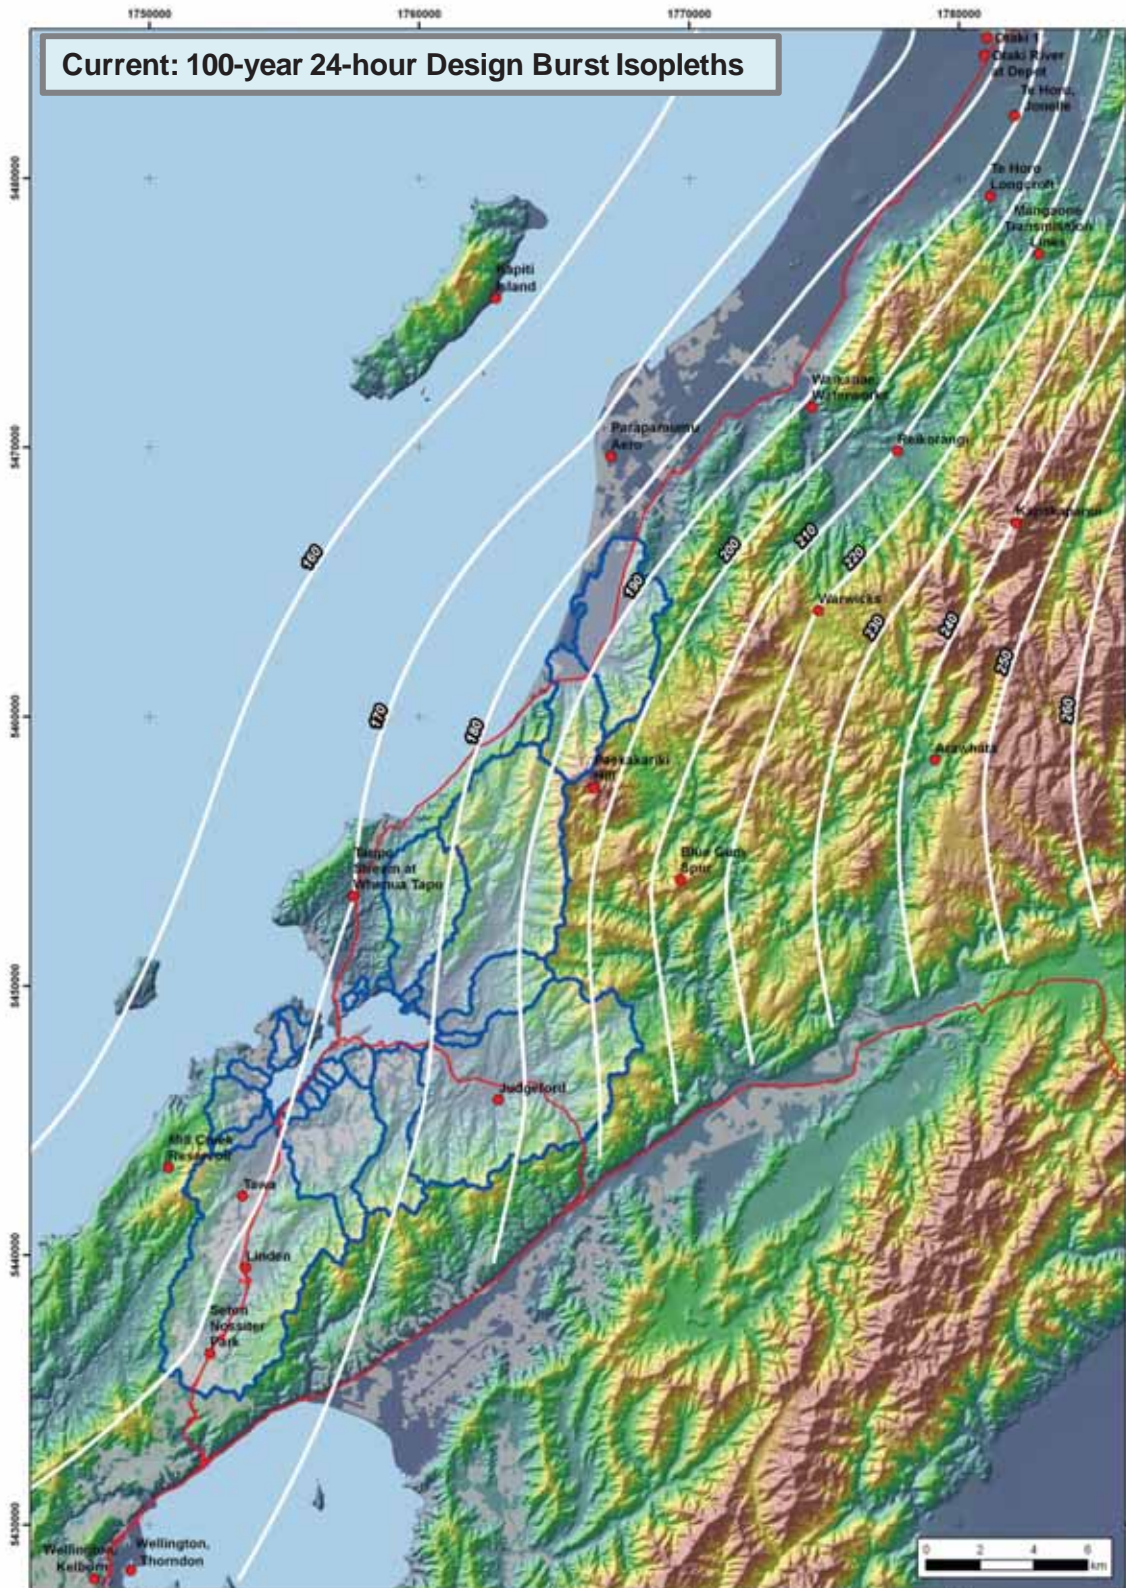 1750000
1760000
1770000
1780000
Current: 100-year 24-hour Design Burst Isopleths
Otaki 1
Otaki River
at Depot
Te Horo,
Te Horo
Longcroft
Mangaone
Transmission
Lines
5480000
Kapiti
Island
Waikanae,
Waterworks
Paraparaumu
Aero
Reikorangi
5470000
Kapakapanui
160
200
210
220
190
Warwicks
230
240
250
260
170
180
5460000
Arawhata
Paekakariki
Hill
Blue Gum
Spur
Taupo
Stream at
Whenua Tapu
5450000
Judgeford
Mill Creek
Reservoir
Tawa
Linden
5440000
Seton
Nossiter
Park
5430000
Wellington,
Kelburn
Wellington,
Thorndon
0 2 4 6
km